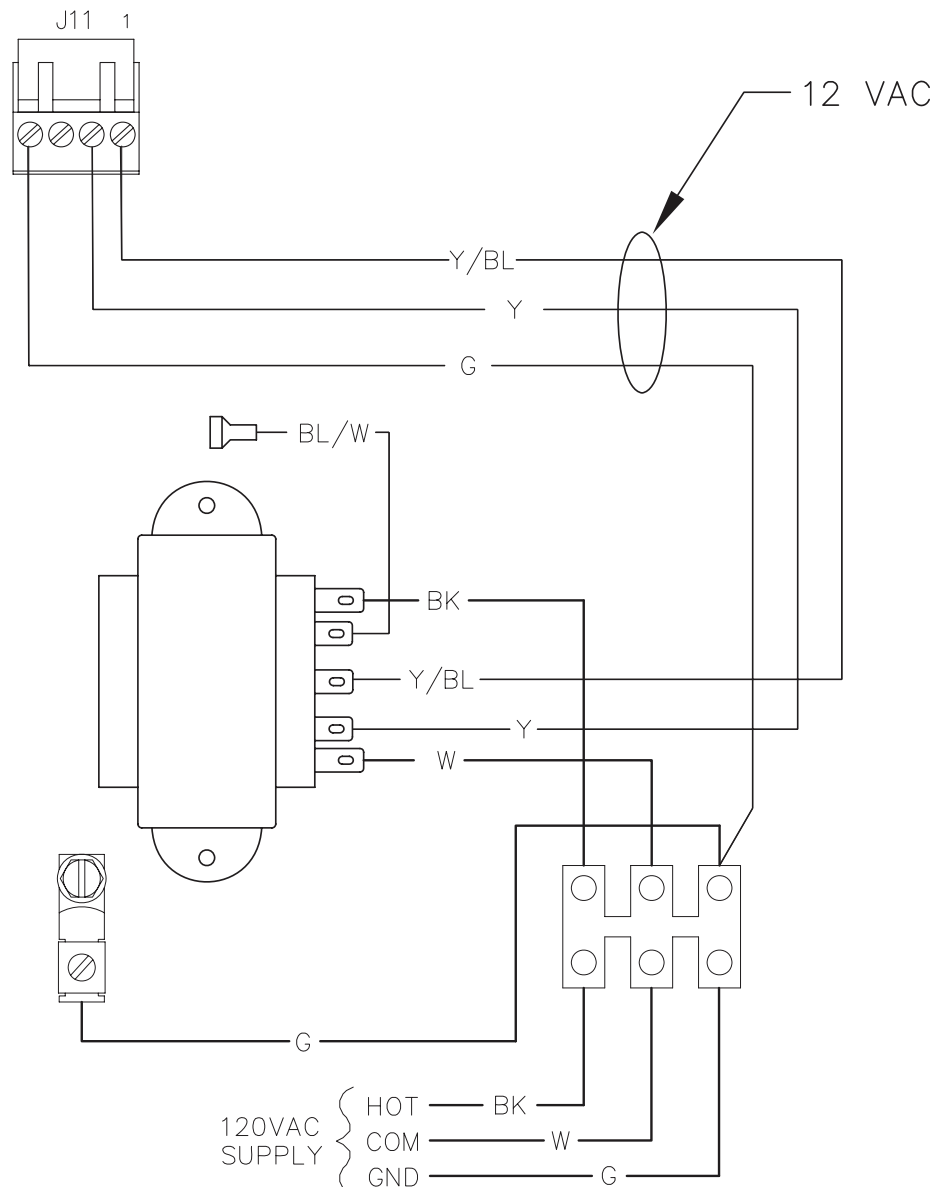 J11 1
12 VAC
Y/BL
Y
G
BL/W
BK
Y/BL
Y
W
G
120VAC
SUPPLY
HOT BK
COM W
GND G